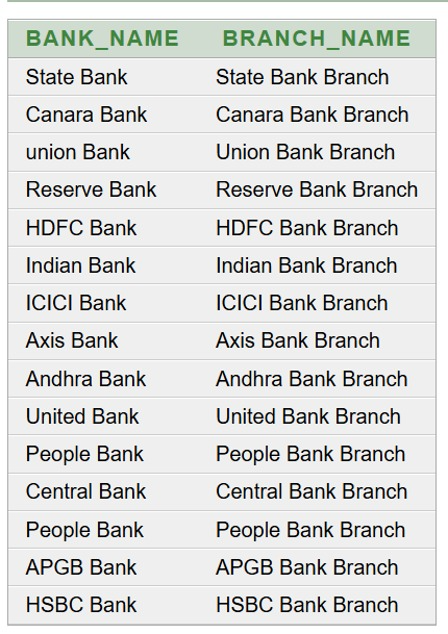 BANK_NAME BRANCH_NAME
State Bank State Bank Branch
Canara Bank Canara Bank Branch
union Bank Union Bank Branch
Reserve Bank Reserve Bank Branch
HDFC Bank HDFC Bank Branch
Indian Bank Indian Bank Branch
ICICI Bank ICICI Bank Branch
Axis Bank Axis Bank Branch
Andhra Bank Andhra Bank Branch
United Bank United Bank Branch
People Bank People Bank Branch
Central Bank Central Bank Branch
People Bank People Bank Branch
APGB Bank APGB Bank Branch
HSBC Bank HSBC Bank Branch